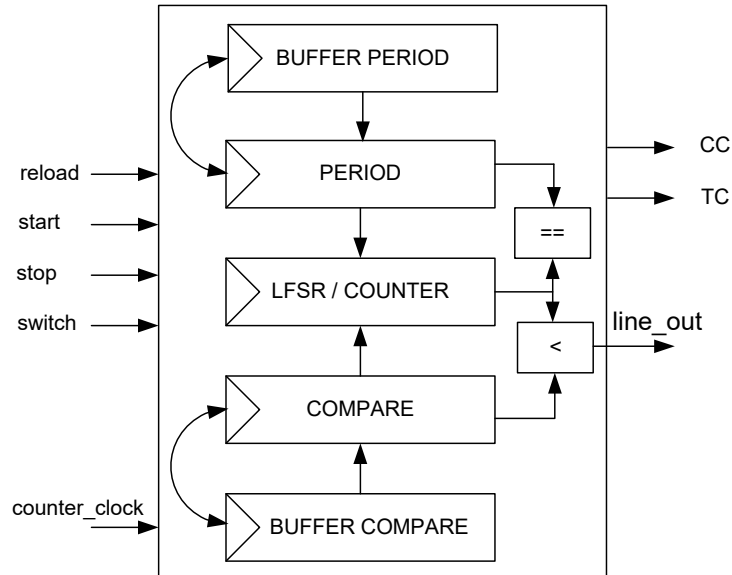 BUFFER PERIOD
PERIOD
reload
CC
TC
start
==
stop
LFSR / COUNTER
switch
line_out
<
COMPARE
counter_clock
BUFFER COMPARE